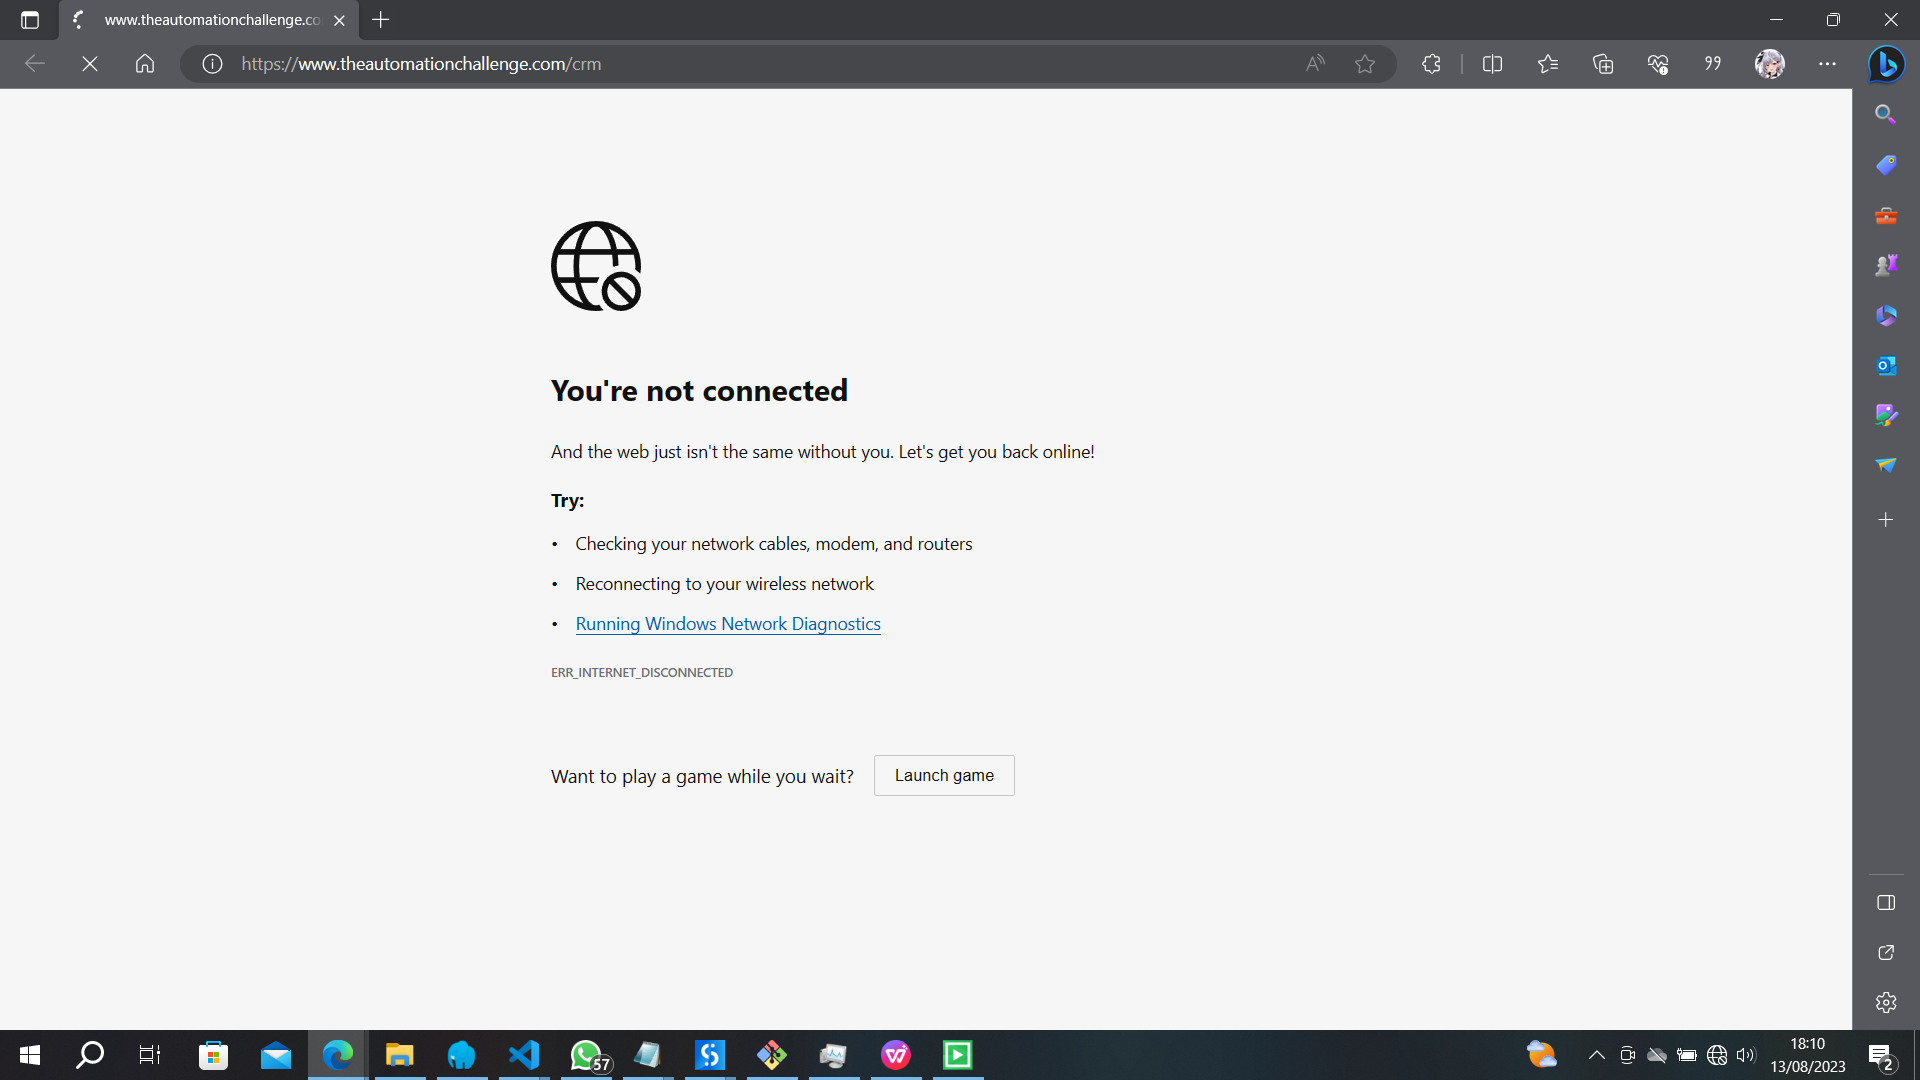 www.theautomationchallenge.co
https://www.theautomationchallenge.com/crm
You're not connected
And the web just isn't the same without you. Let's get you back online!
Try:
• Checking your network cables, modem, and routers
• Reconnecting to your wireless network
• Running Windows Network Diagnostics
ERR_INTERNET_DISCONNECTED
Want to play a game while you wait? Launch game
57
18:10
13/08/2023
2